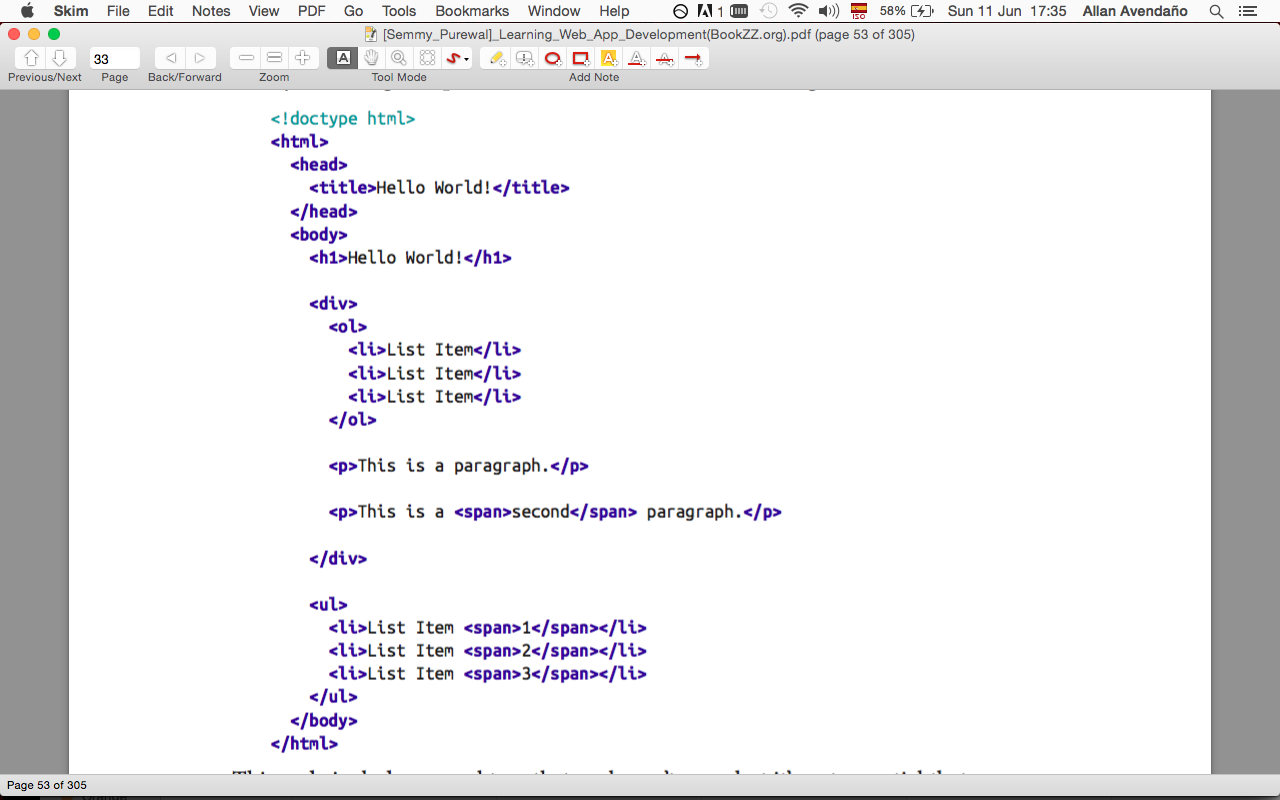 Skim File Edit Notes View PDF Go Tools Bookmarks Window Help 1 ISO 58% Sun 11 Jun 17:35 Allan Avendaño
[Semmy_Purewal]_Learning_Web_App_Development(BookZZ.org).pdf (page 53 of 305)
33
Previous/Next Page Back/Forward Zoom Tool Mode Add Note
<!doctype html>
<html>
  <head>
    <title>Hello World!</title>
  </head>
  <body>
    <h1>Hello World!</h1>
    <div>
      <ol>
        <li>List Item</li>
        <li>List Item</li>
        <li>List Item</li>
      </ol>
      <p>This is a paragraph.</p>
      <p>This is a <span>second</span> paragraph.</p>
    </div>
    <ul>
      <li>List Item <span>1</span></li>
      <li>List Item <span>2</span></li>
      <li>List Item <span>3</span></li>
    </ul>
  </body>
</html>
Page 53 of 305